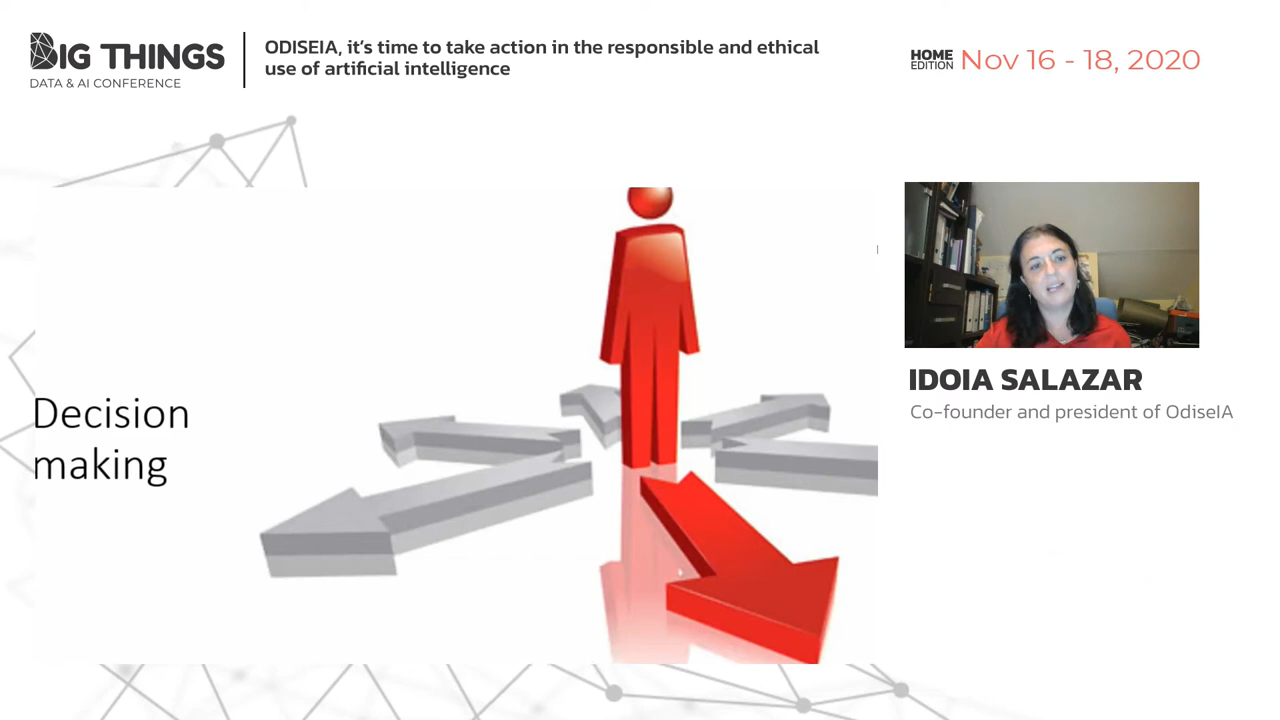 BIG THINGS
DATA & AI CONFERENCE
ODISEIA, it's time to take action in the responsible and ethical
use of artificial intelligence
HOME
EDITION
Nov 16 - 18, 2020
Decision
making
IDOIA SALAZAR
Co-founder and president of OdiseIA